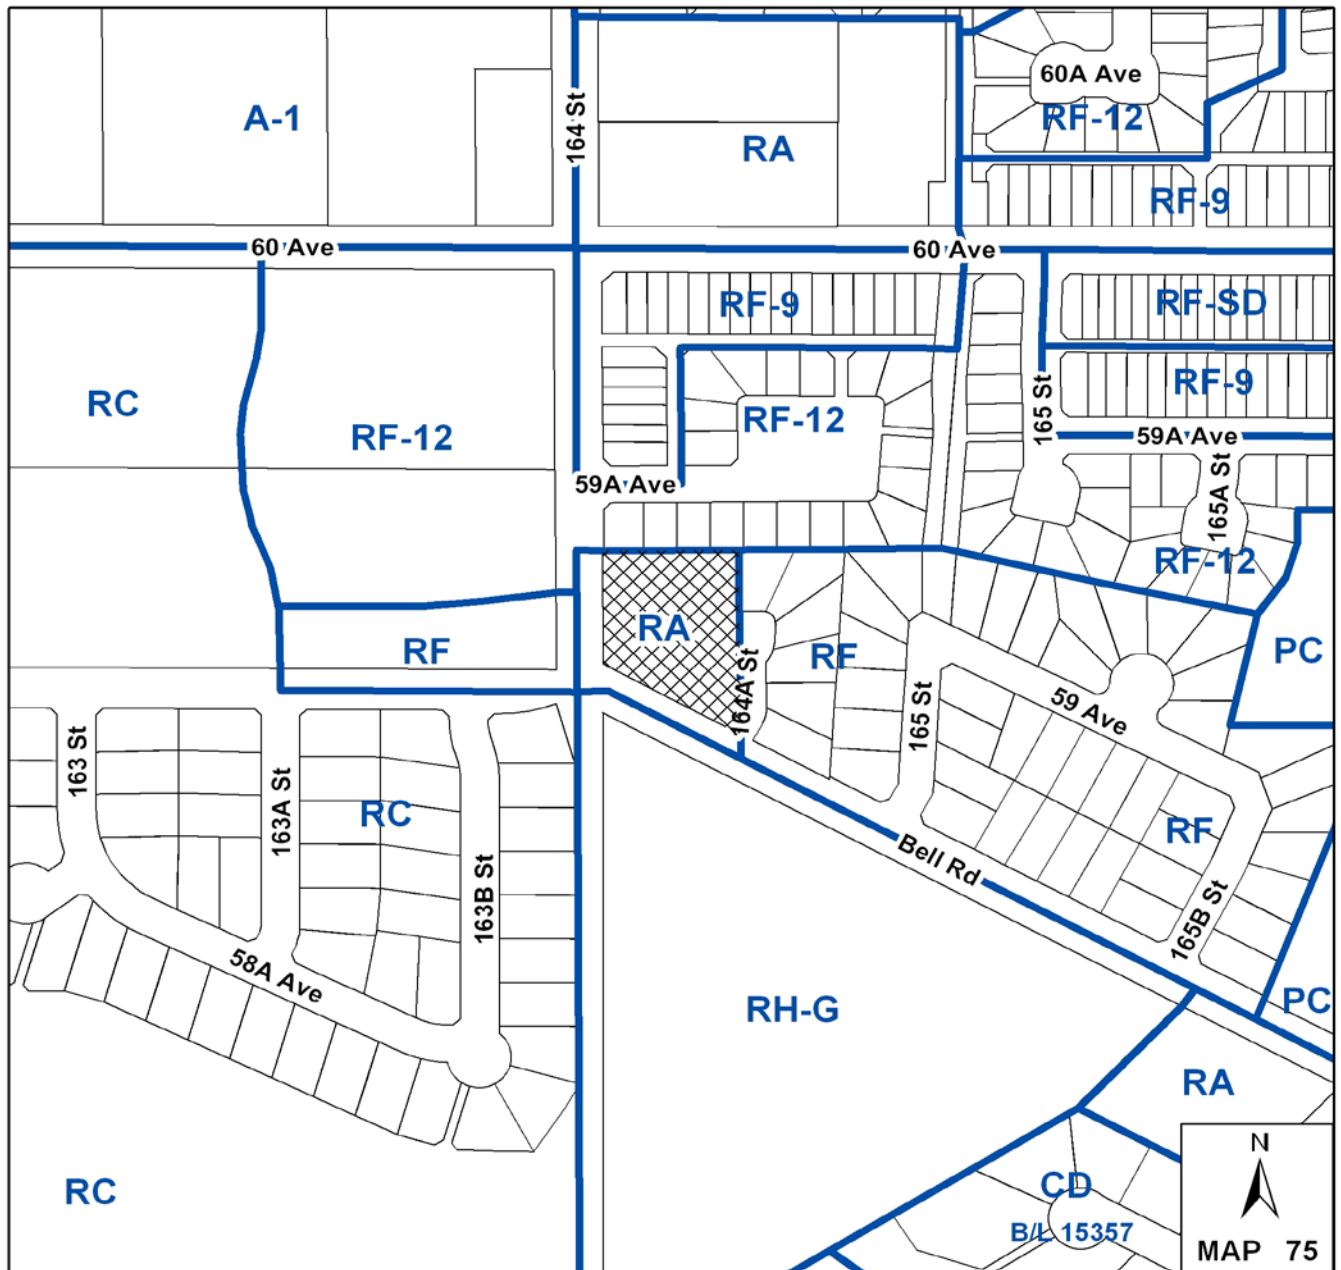 60A Ave
A-1
164 St
RA
RF-12
RF-9
60 Ave
60 Ave
RF-9
RF-SD
RC
RF-12
RF-12
165 St
RF-9
59A Ave
59A Ave
165A St
RF-12
RA
RF
RF
164A St
165 St
59 Ave
PC
163 St
163A St
RC
163B St
Bell Rd
RF
165B St
58A Ave
RH-G
PC
RA
RC
CD
B/L 15357
N
MAP 75